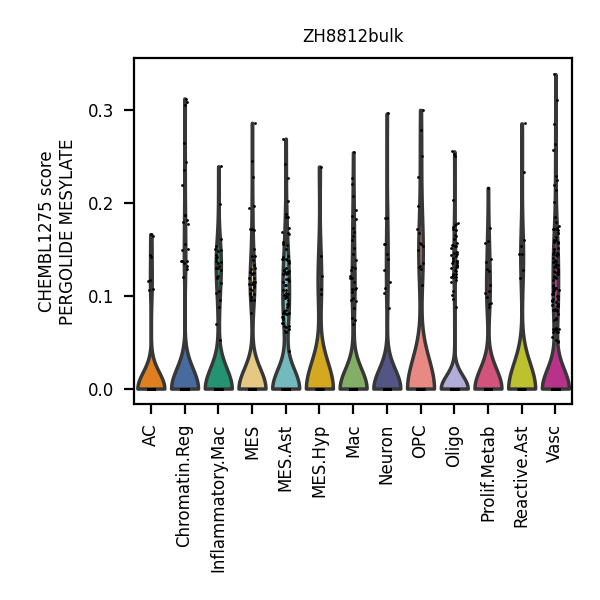 ZH8812bulk
CHEMBL1275 score
PERGOLIDE MESYLATE
0.3
0.2
0.1
0.0
AC
Chromatin.Reg
Inflammatory.Mac
MES
MES.Ast
MES.Hyp
Mac
Neuron
OPC
Oligo
Prolif.Metab
Reactive.Ast
Vasc